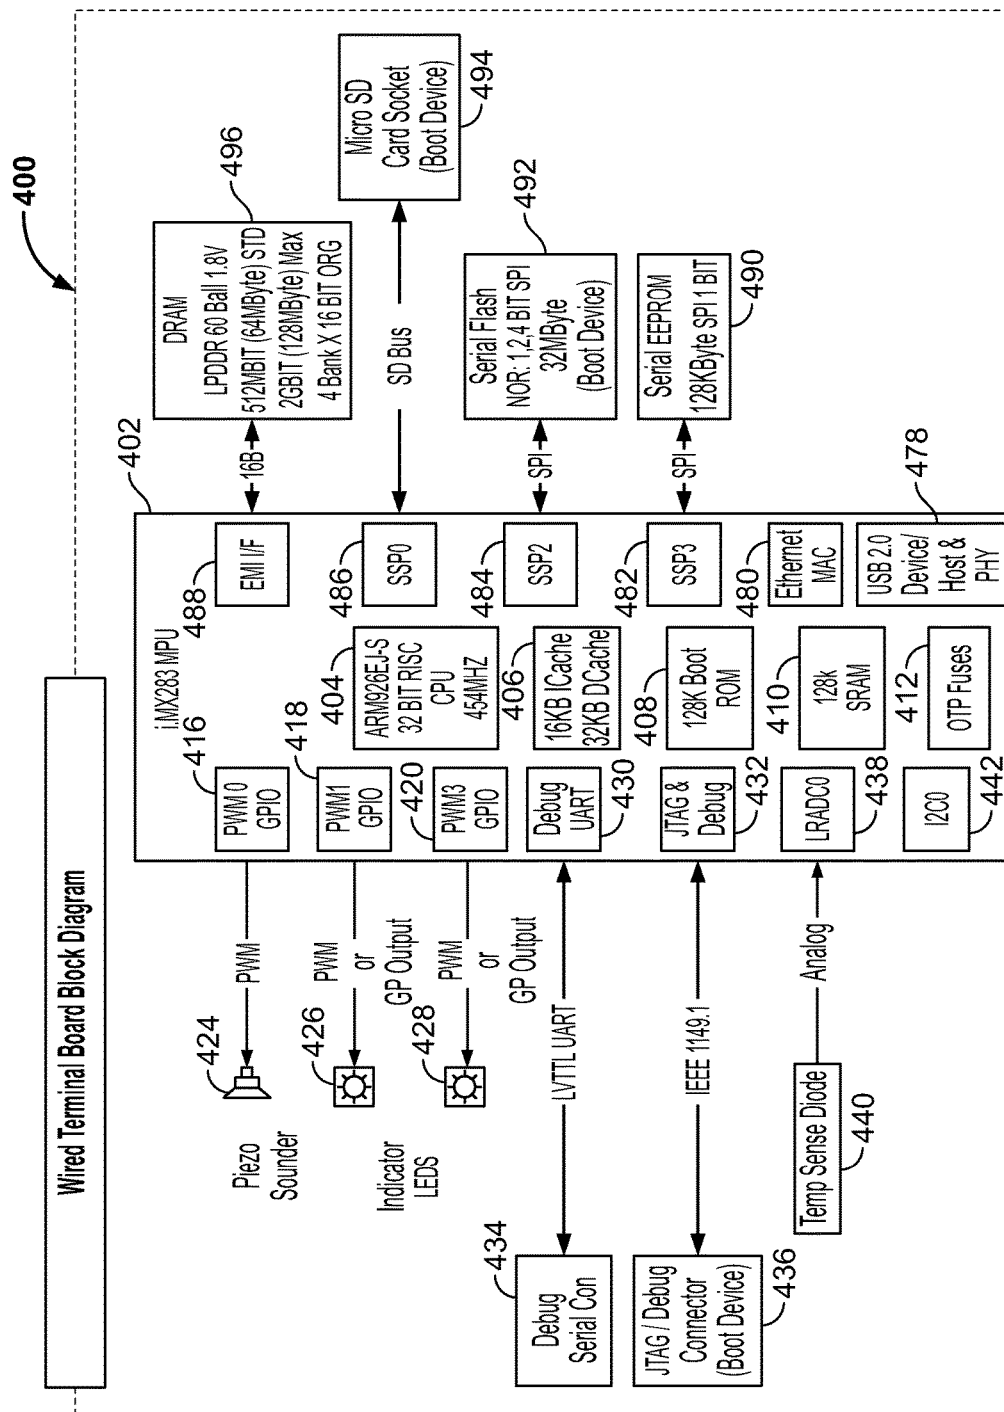 Wired Terminal Board Block Diagram
400
402
i.MX283 MPU
424
Piezo
Sounder
PWM
416
PWM 0
GPIO
488
EMI I/F
16B
496
DRAM
LPDDR 60 Ball 1.8V
512MBIT (64MByte) STD
2GBIT (128MByte) Max
4 Bank X 16 BIT ORG
426
Indicator
LEDS
PWM
or
GP Output
418
PWM1
GPIO
404
ARM926EJ-S
32 BIT RISC
CPU
454MHZ
486
SSP0
SD Bus
Micro SD
Card Socket
(Boot Device)
494
428
PWM
or
GP Output
420
PWM3
GPIO
434
Debug
Serial Con
LVTTL UART
Debug
UART
430
406
16KB ICache
32KB DCache
484
SSP2
SPI
492
Serial Flash
NOR: 1,2,4 BIT SPI
32MByte
(Boot Device)
JTAG / Debug
Connector
(Boot Device)
436
IEEE 1149.1
JTAG &
Debug
432
408
128K Boot
ROM
482
SSP3
SPI
Serial EEPROM
128KByte SPI 1 BIT
490
Temp Sense Diode
440
Analog
LRADC0
438
410
128k
SRAM
480
Ethernet
MAC
I2C0
442
412
OTP Fuses
478
USB 2.0
Device/
Host &
PHY